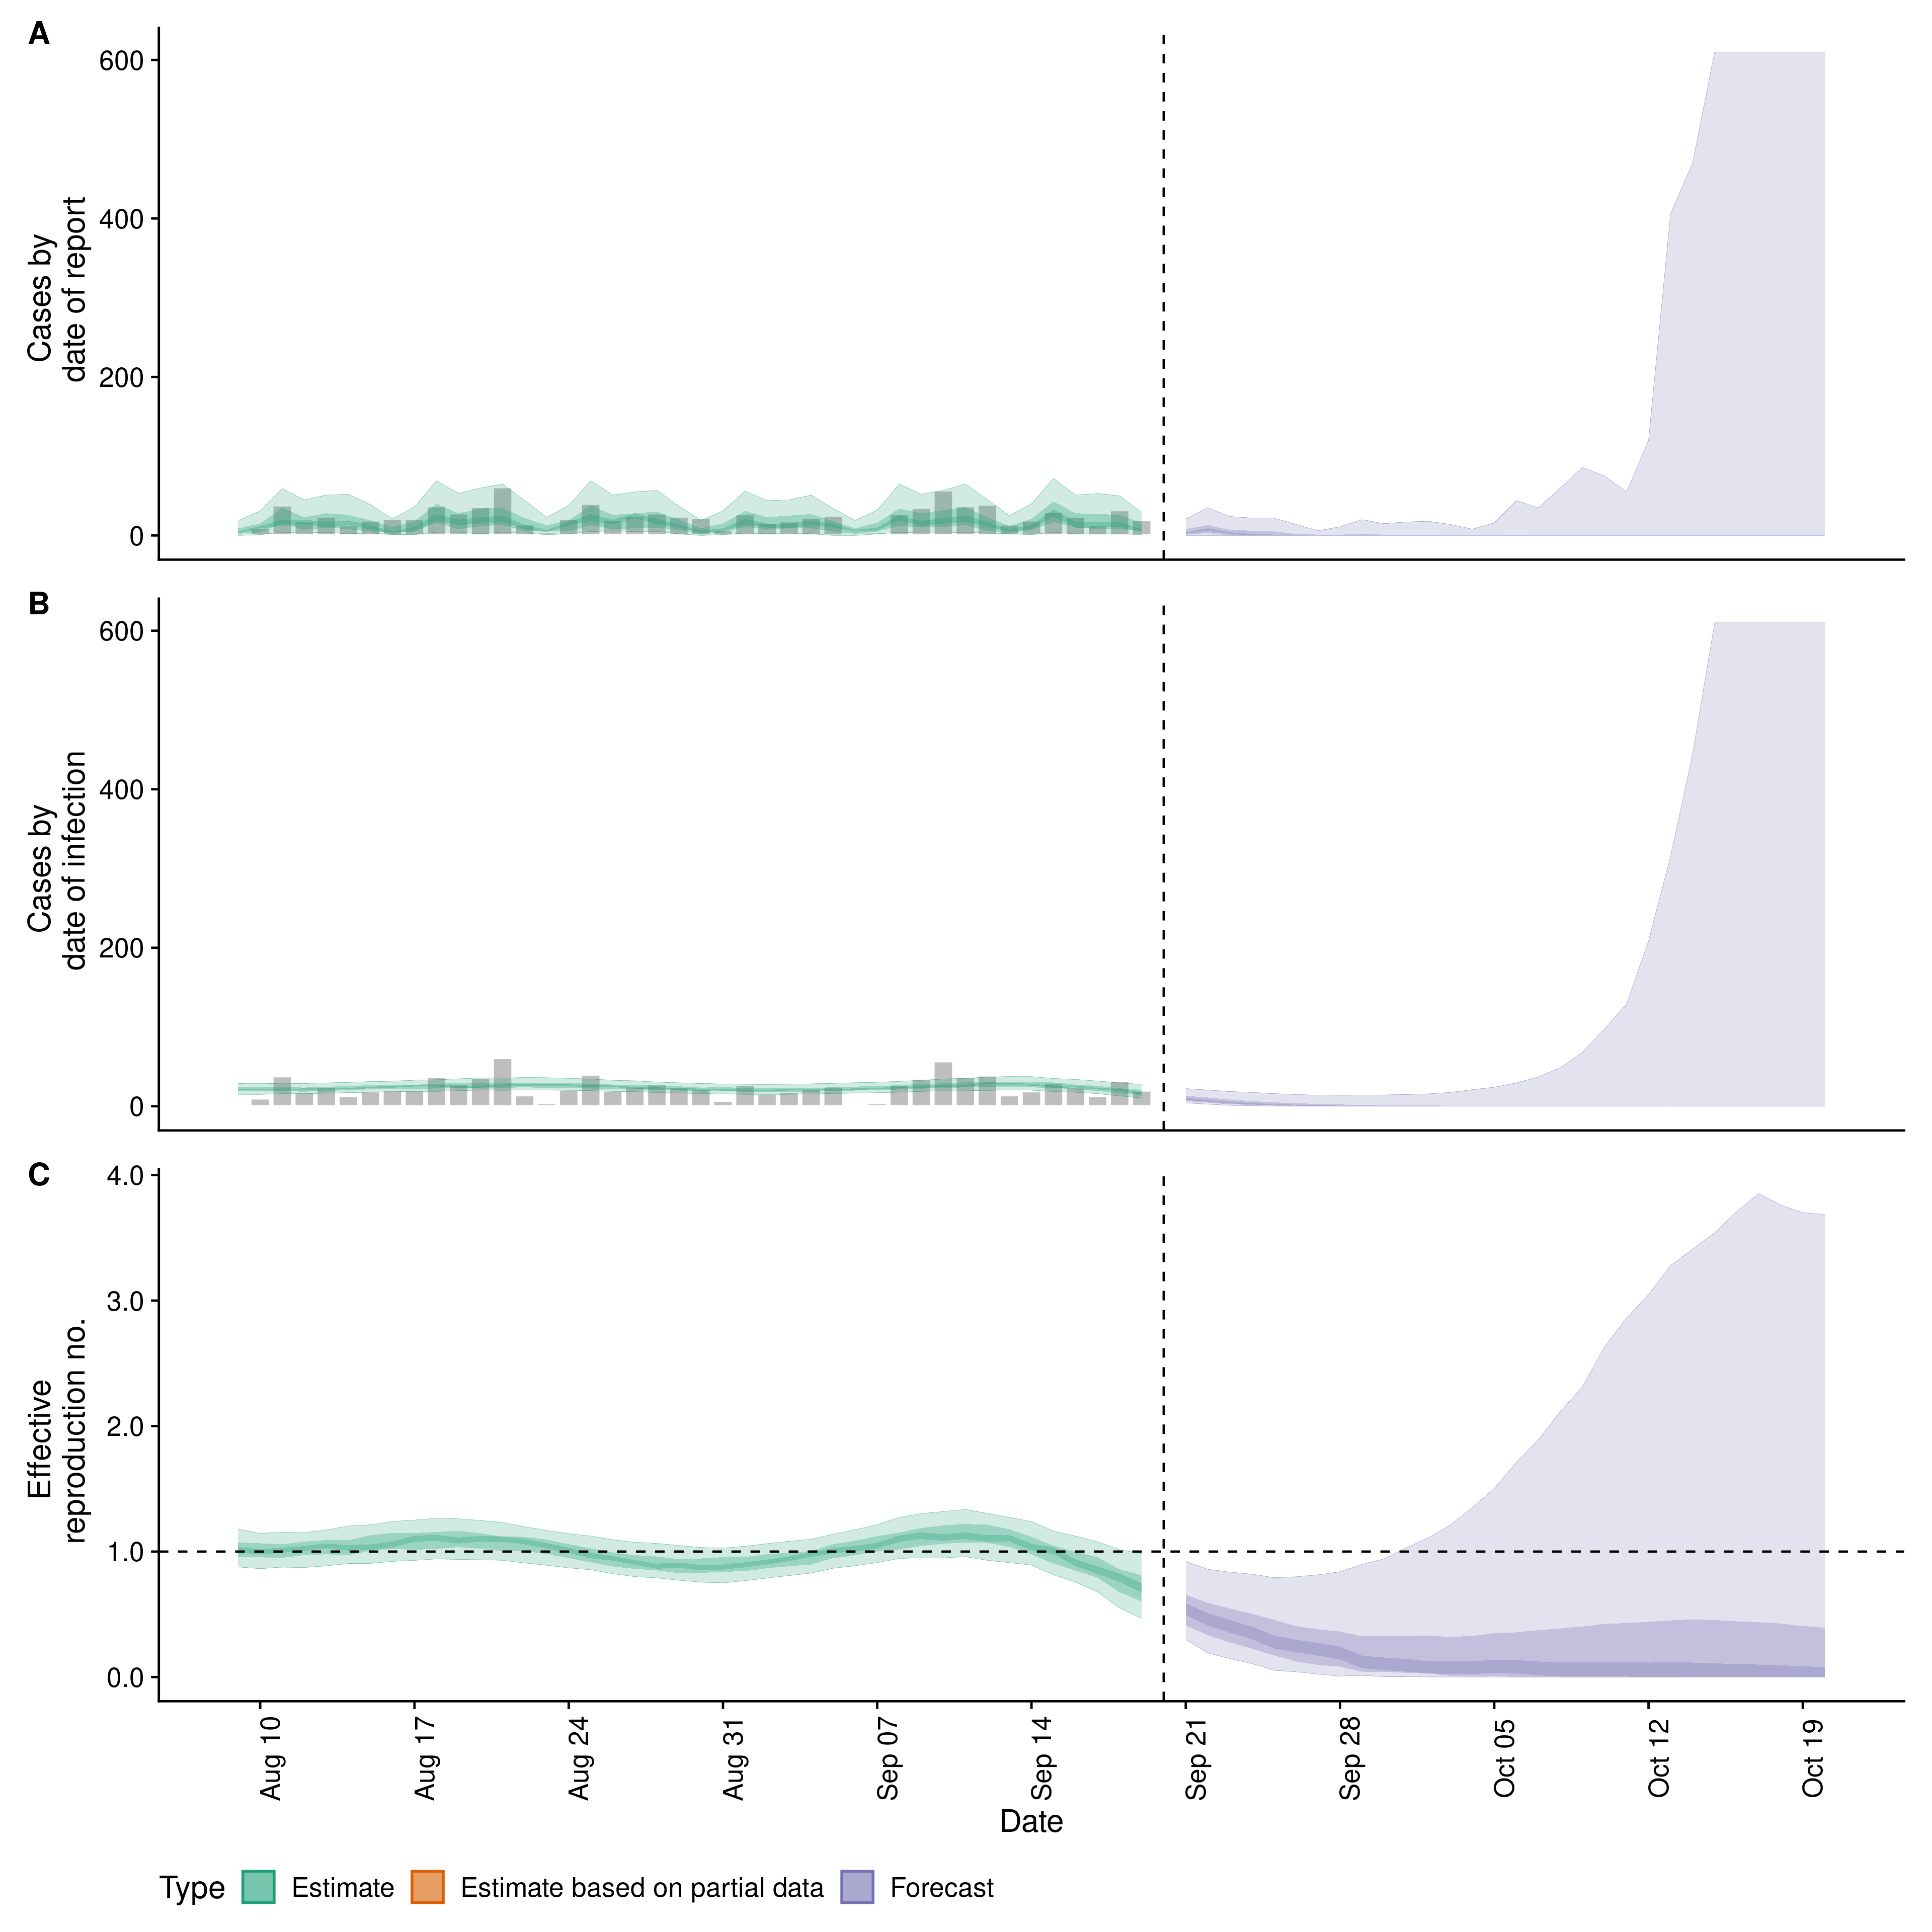 A
600
400
200
0
Cases by
date of report
B
600
400
200
0
Cases by
date of infection
C
4.0
3.0
2.0
1.0
0.0
Effective
reproduction no.
Aug 10
Aug 17
Aug 24
Aug 31
Sep 07
Sep 14
Sep 21
Sep 28
Oct 05
Oct 12
Oct 19
Date
Type Estimate Estimate based on partial data Forecast